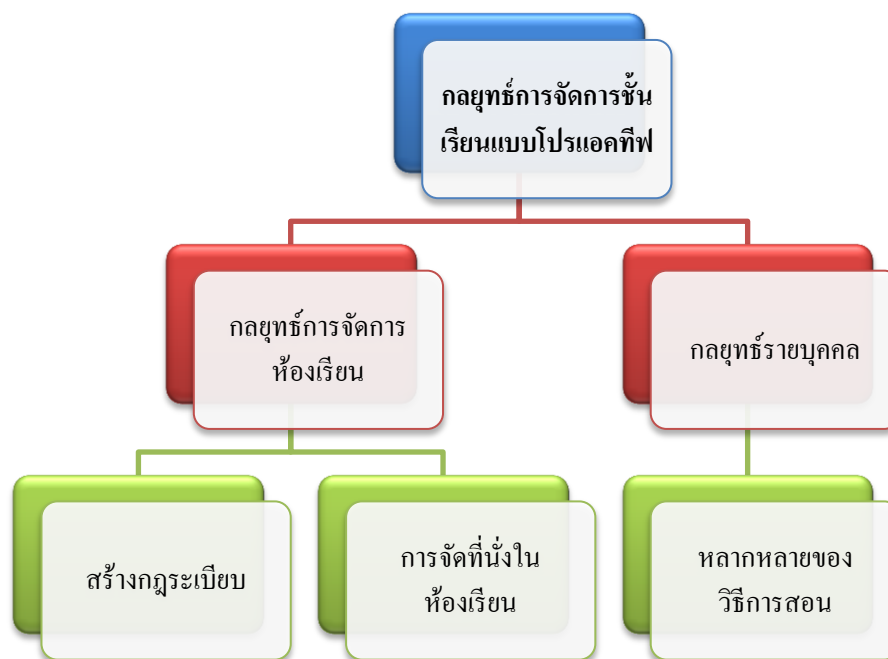 กลยุทธ์การจัดการชั้น
เรียนแบบโปรแอคทีฟ
กลยุทธ์การจัดการ
ห้องเรียน
กลยุทธ์รายบุคคล
สร้างกฎระเบียบ
การจัดที่นั่งใน
ห้องเรียน
หลากหลายของ
วิธีการสอน